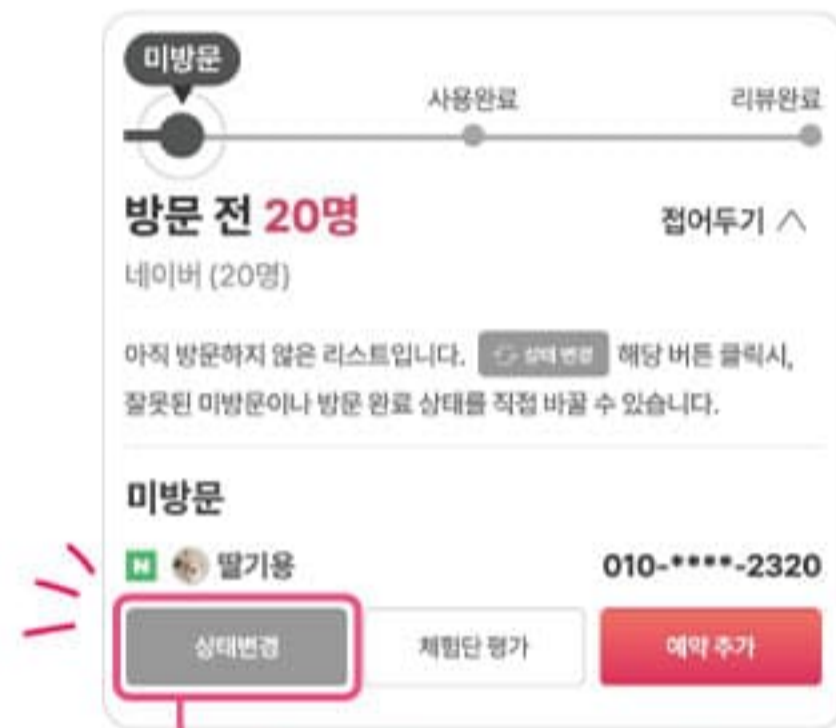 미방문
사용완료
리뷰완료
방문 전 20명
접어두기
네이버 (20명)
아직 방문하지 않은 리스트입니다. 상태 변경 해당 버튼 클릭시,
잘못된 미방문이나 방문 완료 상태를 직접 바꿀 수 있습니다.
미방문
N 딸기용 010-****-2320
상태변경 체험단 평가 예약 추가